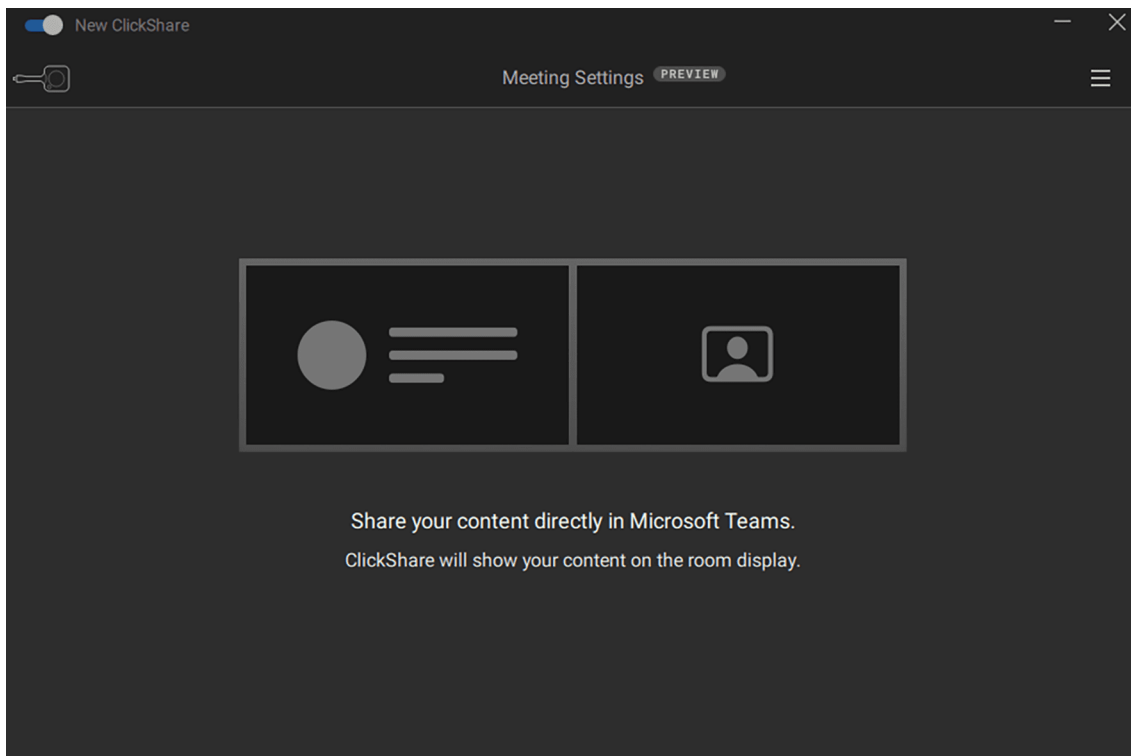 New ClickShare
Meeting Settings PREVIEW
Share your content directly in Microsoft Teams.
ClickShare will show your content on the room display.